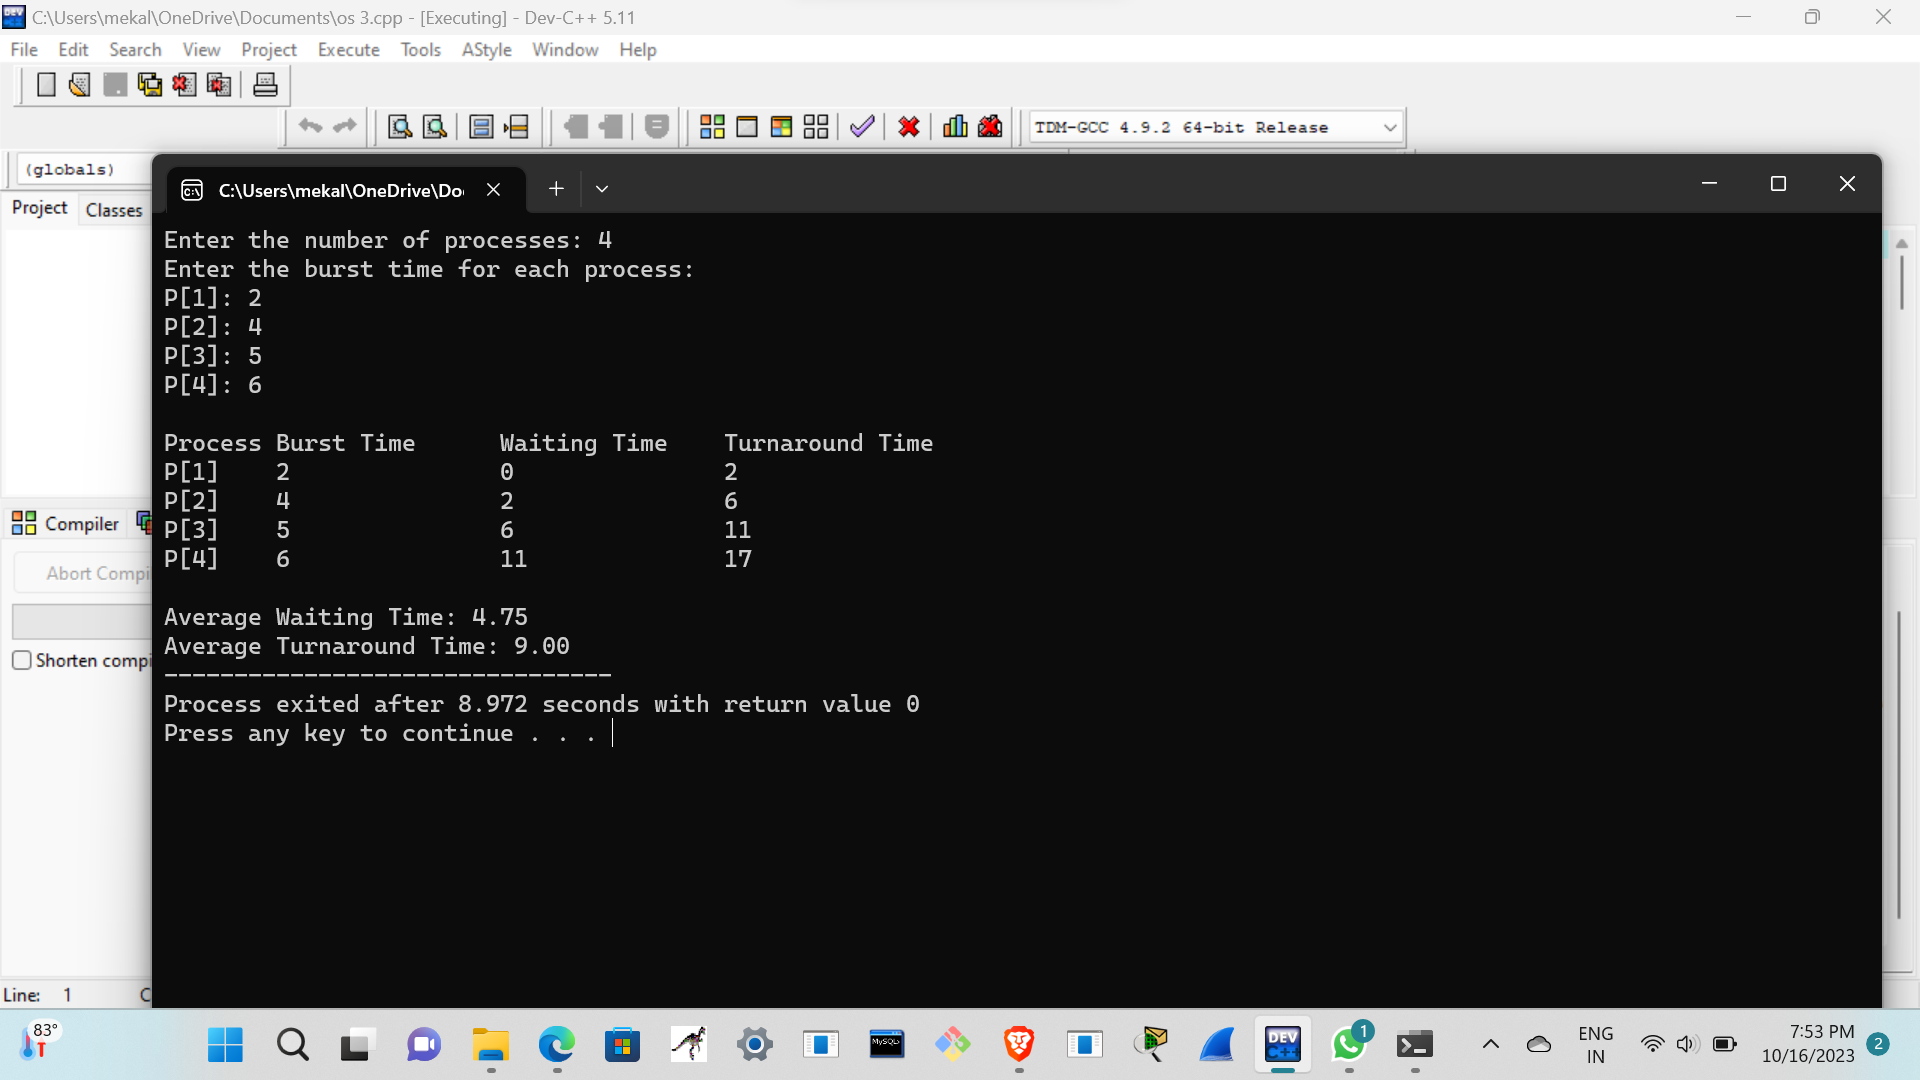 C:\Users\mekal\OneDrive\Documents\os 3.cpp - [Executing] - Dev-C++ 5.11
File Edit Search View Project Execute Tools AStyle Window Help
TDM-GCC 4.9.2 64-bit Release
(globals)
C:\Users\mekal\OneDrive\Do
Project Classes
Enter the number of processes: 4
Enter the burst time for each process:
P[1]: 2
P[2]: 4
P[3]: 5
P[4]: 6
Process Burst Time Waiting Time Turnaround Time
P[1] 2 0 2
P[2] 4 2 6
P[3] 5 6 11
P[4] 6 11 17
Compiler
Abort Compi
Shorten compi
Average Waiting Time: 4.75
Average Turnaround Time: 9.00
--------------------------------
Process exited after 8.972 seconds with return value 0
Press any key to continue . . .
Line: 1 C
83°
MySQL>
DEV C++
1
ENG
IN
7:53 PM
10/16/2023
2